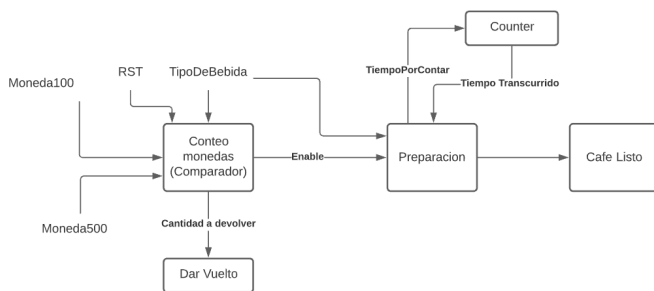 Counter
RST
TipoDeBebida
TiempoPorContar
Moneda100
Tiempo Transcurrido
Conteo
monedas
(Comparador)
Enable
Preparacion
Cafe Listo
Moneda500
Cantidad a devolver
Dar Vuelto